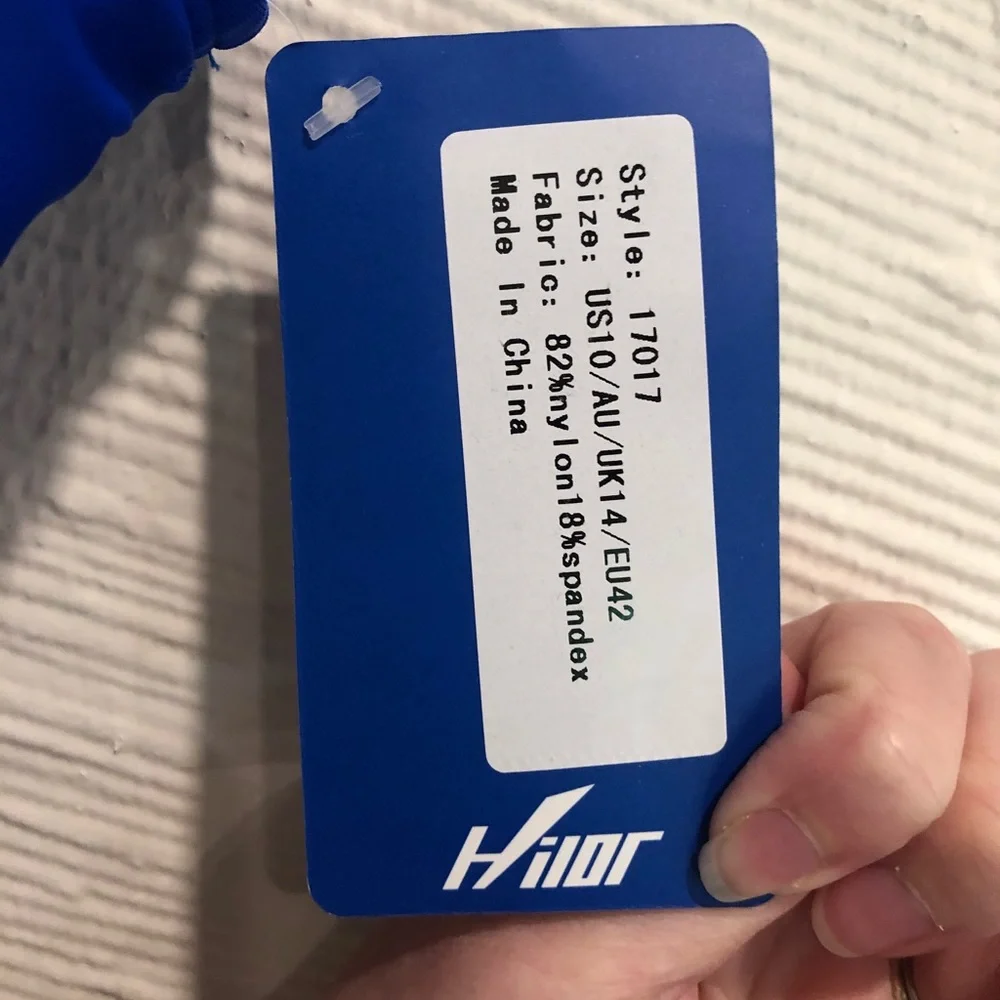 Style: 17017
Size: US10/AU/UK14/EU42
Fabric: 82%nylon18%spandex
Made In China
Hilor